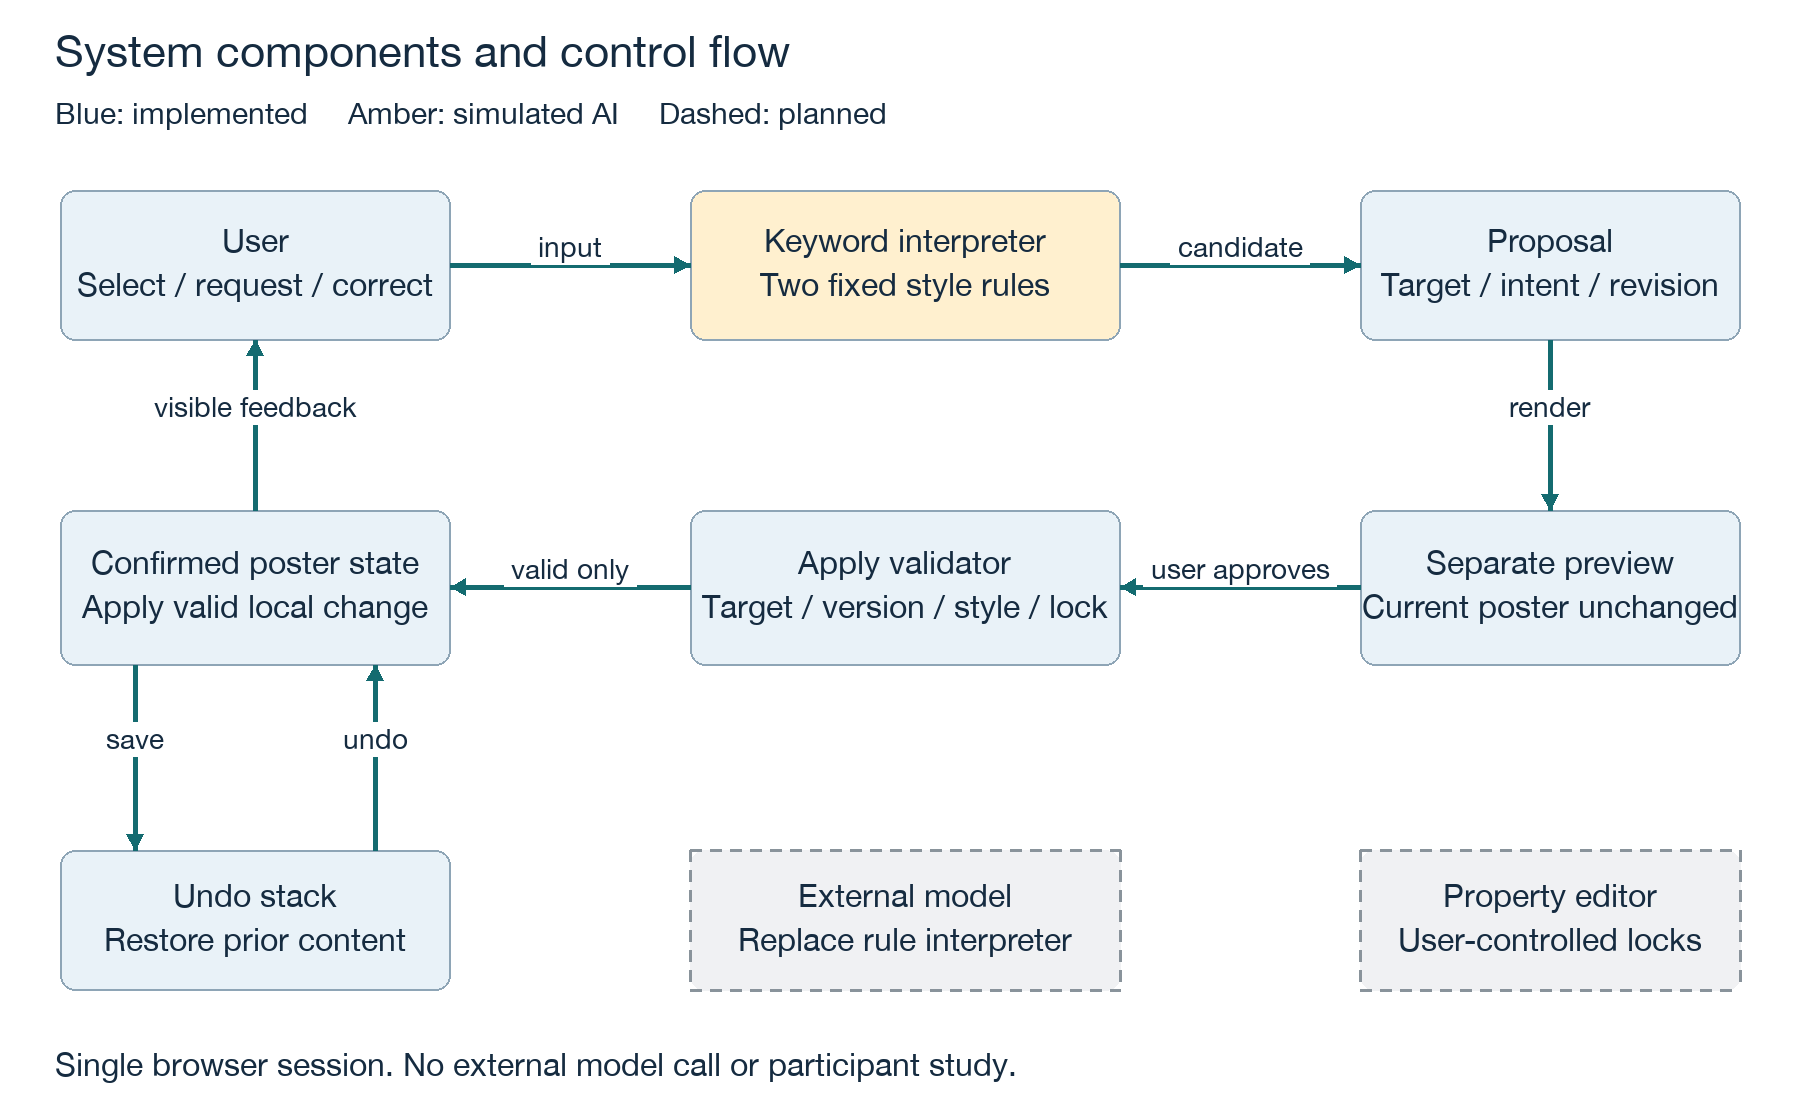 System components and control flow
Blue: implemented Amber: simulated AI Dashed: planned
User
Select / request / correct
input
Keyword interpreter
Two fixed style rules
candidate
Proposal
Target / intent / revision
visible feedback
render
Confirmed poster state
Apply valid local change
valid only
Apply validator
Target / version / style / lock
user approves
Separate preview
Current poster unchanged
save
undo
Undo stack
Restore prior content
External model
Replace rule interpreter
Property editor
User-controlled locks
Single browser session. No external model call or participant study.